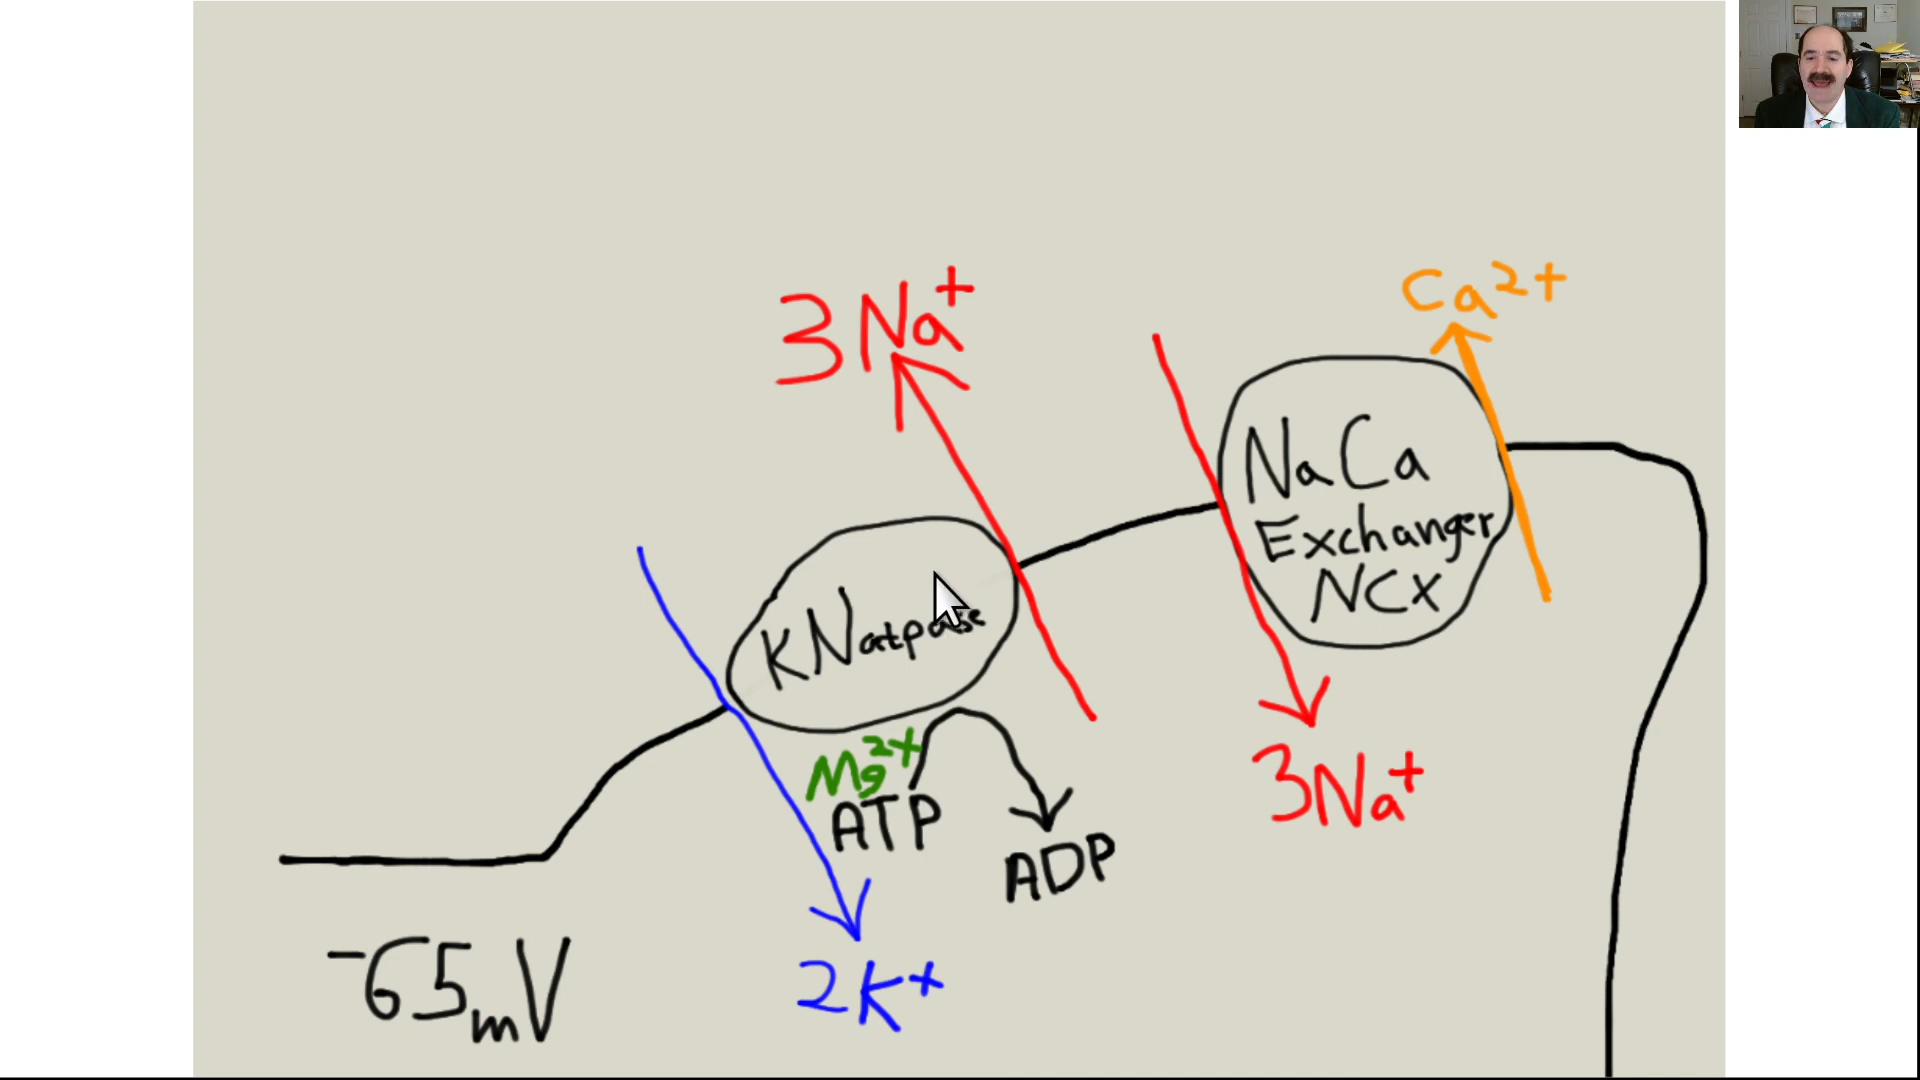 3Na+
Ca2+
NaCa
Exchanger
NCX
KNatpase
Mg2+
ATP
ADP
3Na+
-65mV
2K+